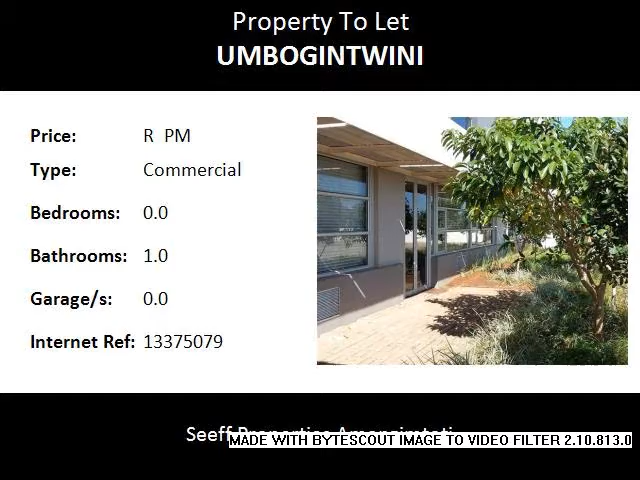 Property To Let
UMBOGINTWINI
Price: R PM
Type: Commercial
Bedrooms: 0.0
Bathrooms: 1.0
Garage/s: 0.0
Internet Ref: 13375079
Seeff
MADE WITH BYTESCOUT IMAGE TO VIDEO FILTER 2.10.813.0